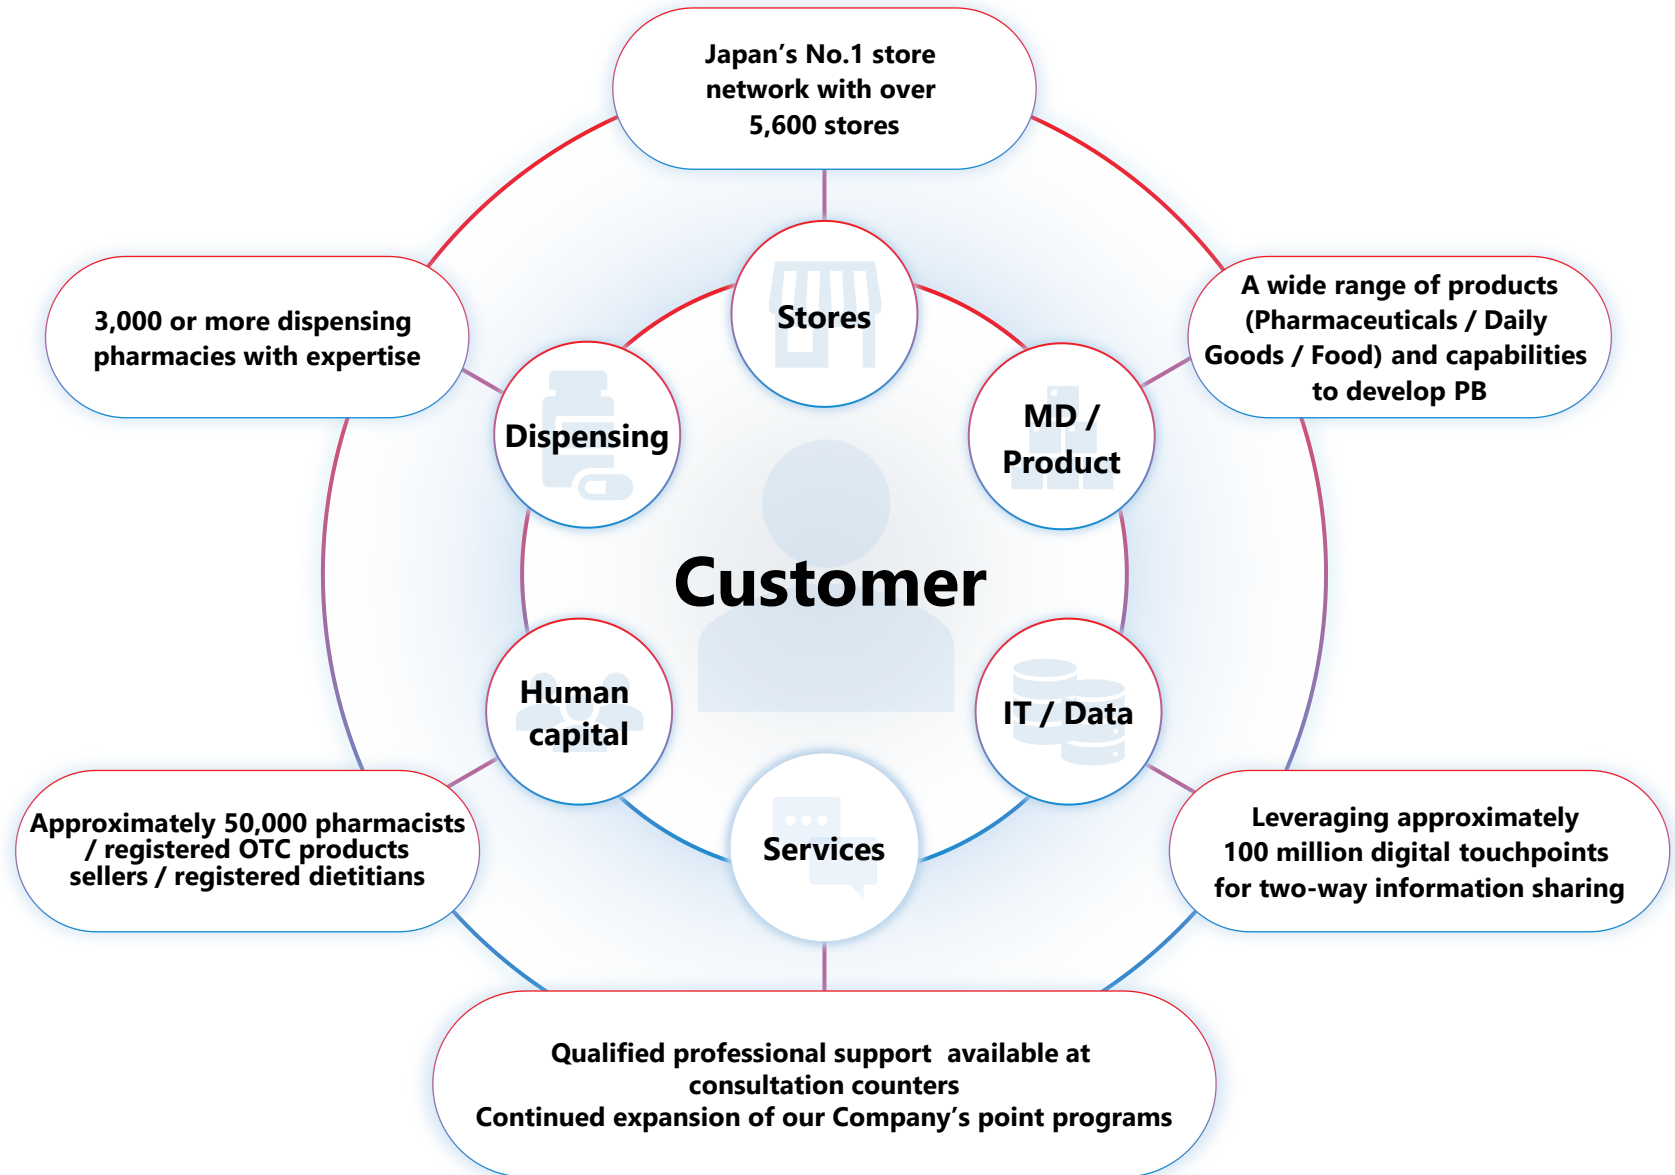 Japan’s No.1 store
network with over
5,600 stores
3,000 or more dispensing
pharmacies with expertise
A wide range of products
(Pharmaceuticals / Daily
Goods / Food) and capabilities
to develop PB
Stores
Dispensing
MD /
Product
Customer
Human
capital
IT / Data
Services
Approximately 50,000 pharmacists
/ registered OTC products
sellers / registered dietitians
Leveraging approximately
100 million digital touchpoints
for two-way information sharing
Qualified professional support available at
consultation counters
Continued expansion of our Company’s point programs